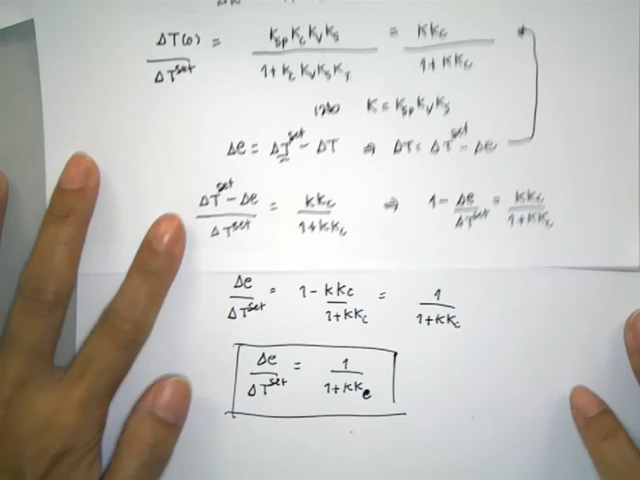 ΔT(0)/ΔT^set = K_sp K_c K_v K_s / 1 + K_c K_v K_s K_T = KK_c / 1 + KK_c
K = K_sp K_v K_s
Δe = ΔT^set - ΔT ⇒ ΔT = ΔT^set - Δe
ΔT^set - Δe / ΔT^set = KK_c / 1 + KK_c ⇒ 1 - Δe/ΔT^set = KK_c / 1 + KK_c
Δe/ΔT^set = 1 - KK_c / 1 + KK_c = 1 / 1 + KK_c
Δe/ΔT^set = 1 / 1 + KK_e